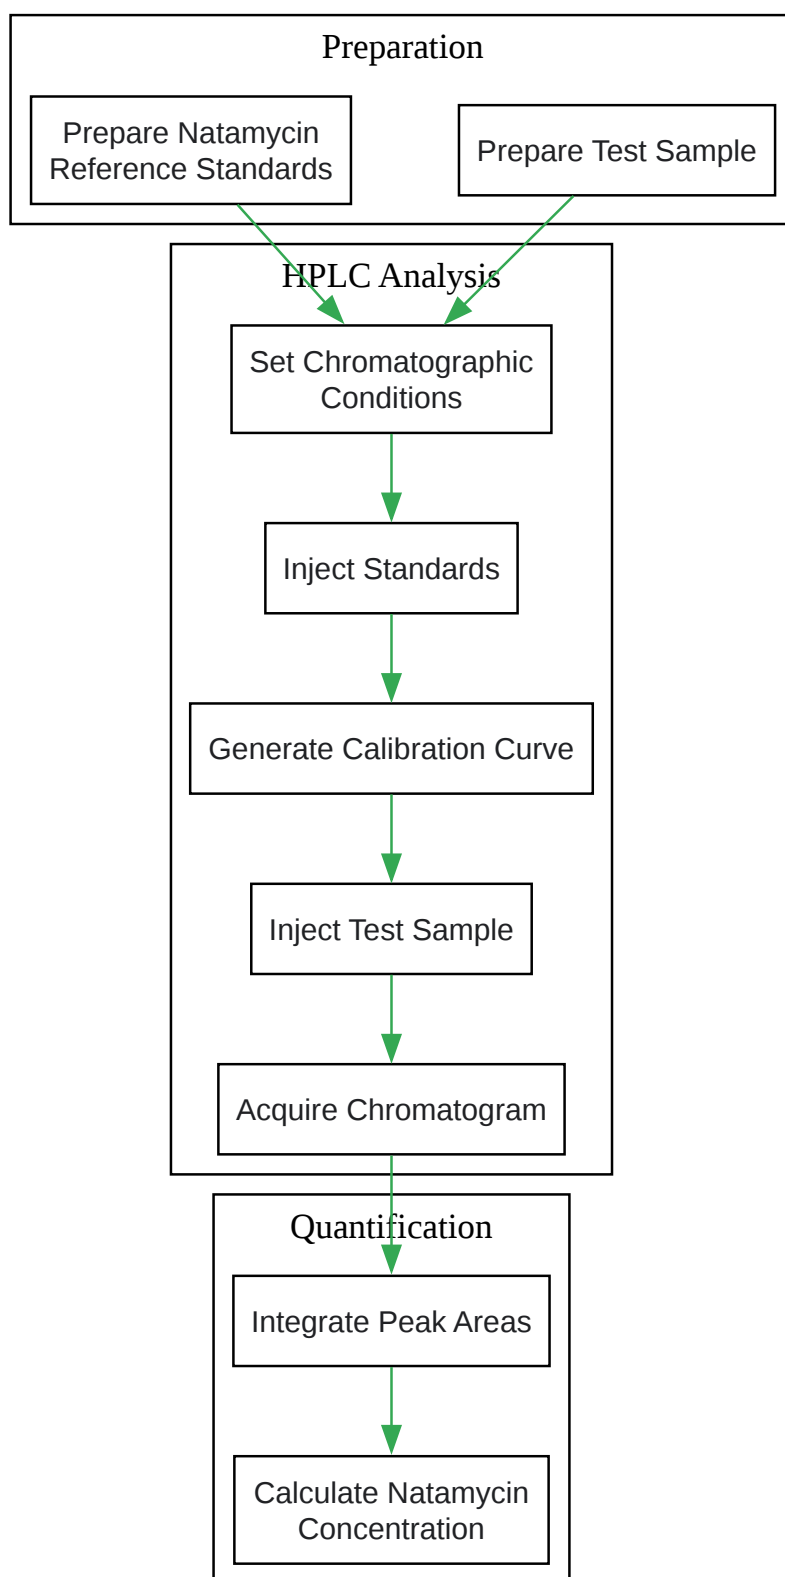 Preparation
Prepare Natamycin
Reference Standards
Prepare Test Sample
HPLC Analysis
Set Chromatographic
Conditions
Inject Standards
Generate Calibration Curve
Inject Test Sample
Acquire Chromatogram
Quantification
Integrate Peak Areas
Calculate Natamycin
Concentration